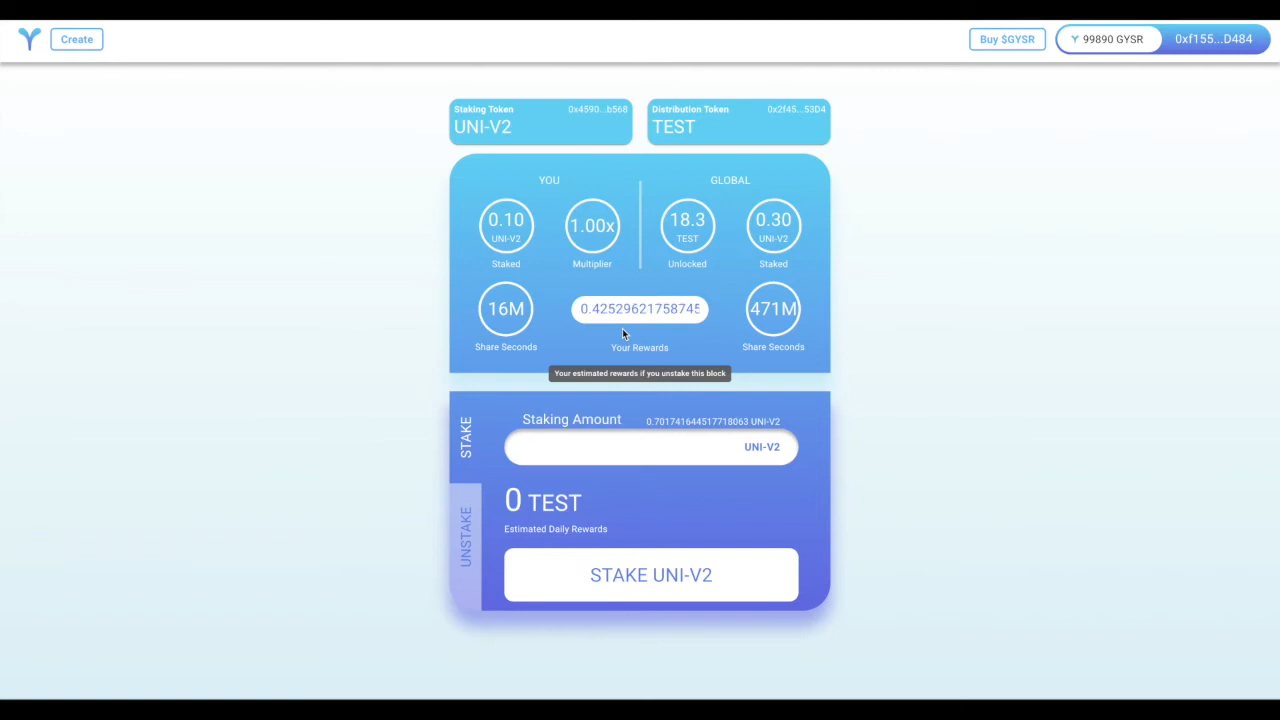 Create
Buy $GYSR
99890 GYSR
0xf155...D484
Staking Token
0x4590...b568
UNI-V2
Distribution Token
0x2f45...53D4
TEST
YOU
GLOBAL
0.10
UNI-V2
Staked
1.00x
Multiplier
18.3
TEST
Unlocked
0.30
UNI-V2
Staked
16M
Share Seconds
0.42529621758745
Your Rewards
471M
Share Seconds
Your estimated rewards if you unstake this block
STAKE
UNSTAKE
Staking Amount
0.701741644517718063 UNI-V2
UNI-V2
0 TEST
Estimated Daily Rewards
STAKE UNI-V2